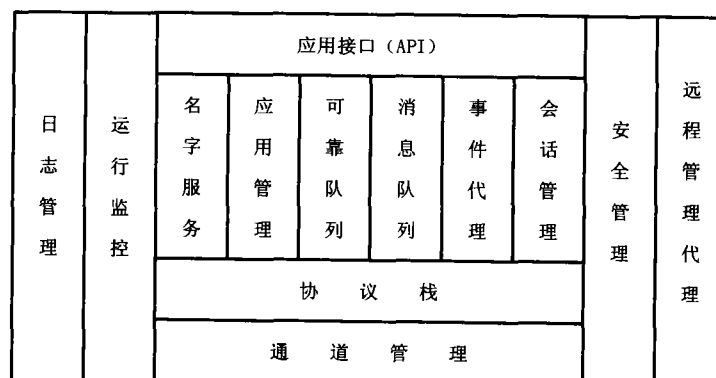 应用接口（API）
日志管理
运行监控
名字服务
应用管理
可靠队列
消息队列
事件代理
会话管理
安全管理
远程管理代理
协议栈
通道管理